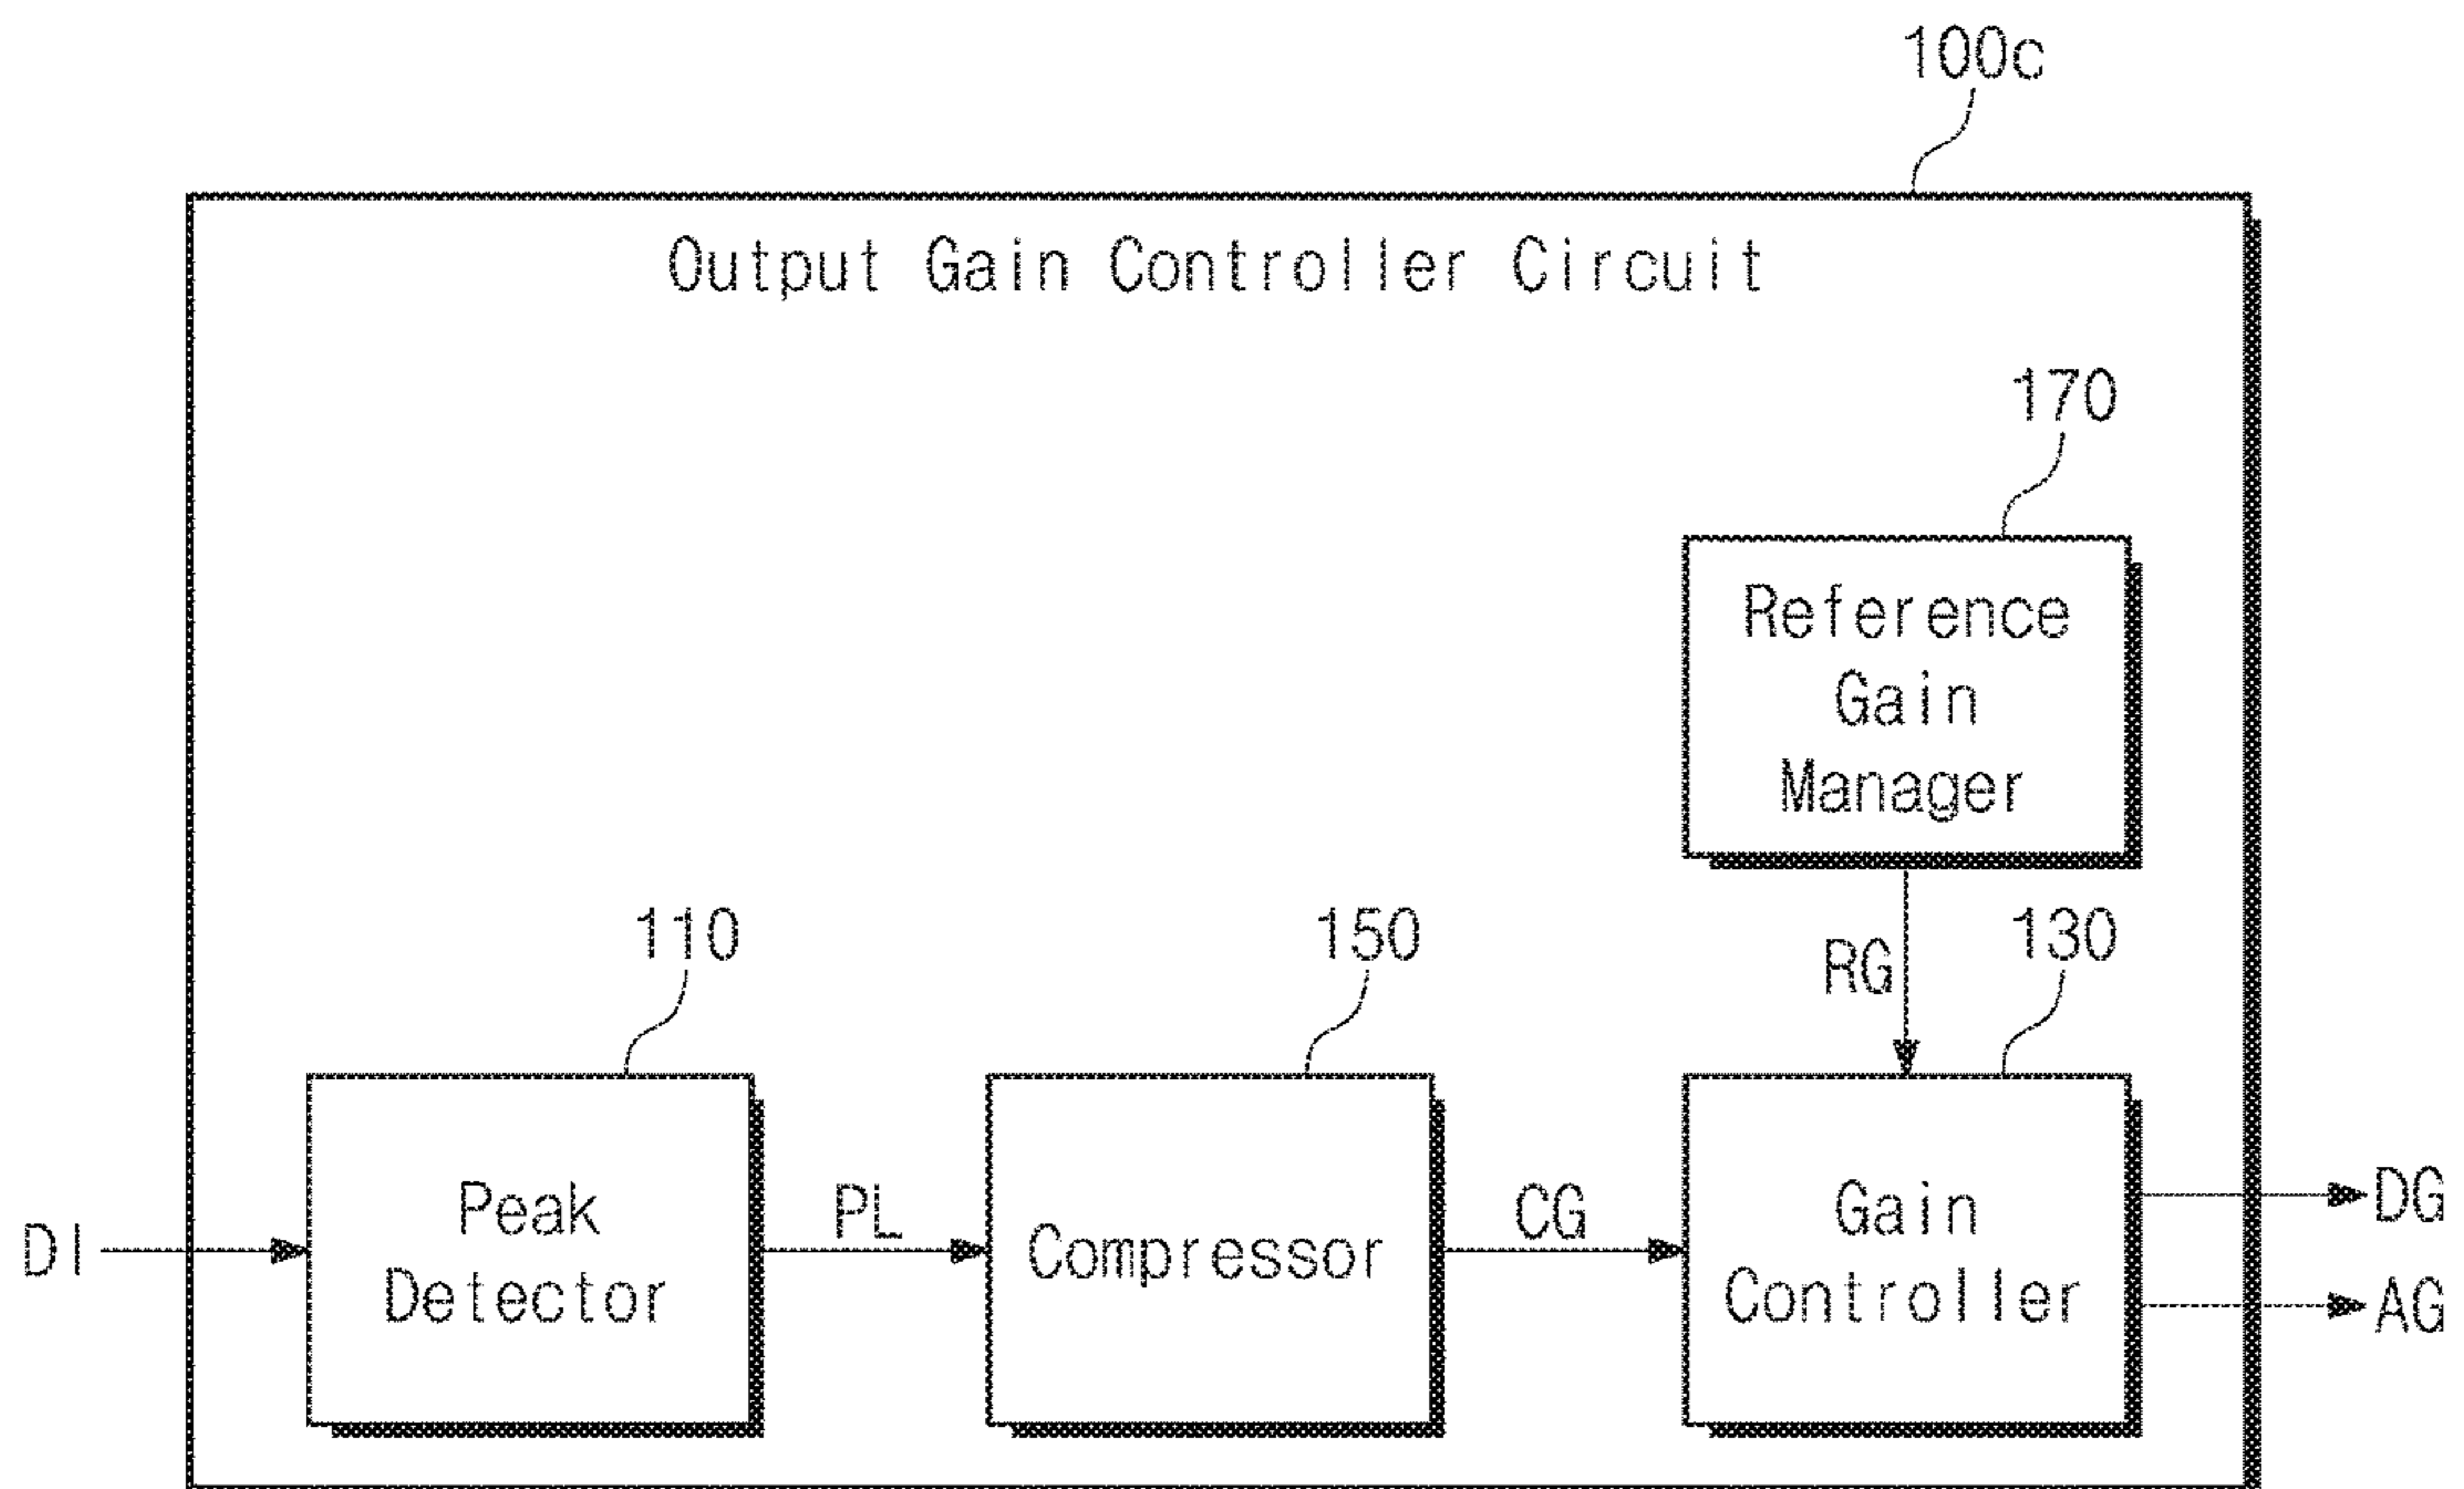 100c
Output Gain Controller Circuit
170
Reference
Gain
Manager
110
150
RG
130
DI
Peak
Detector
PL
Compressor
CG
Gain
Controller
DG
AG